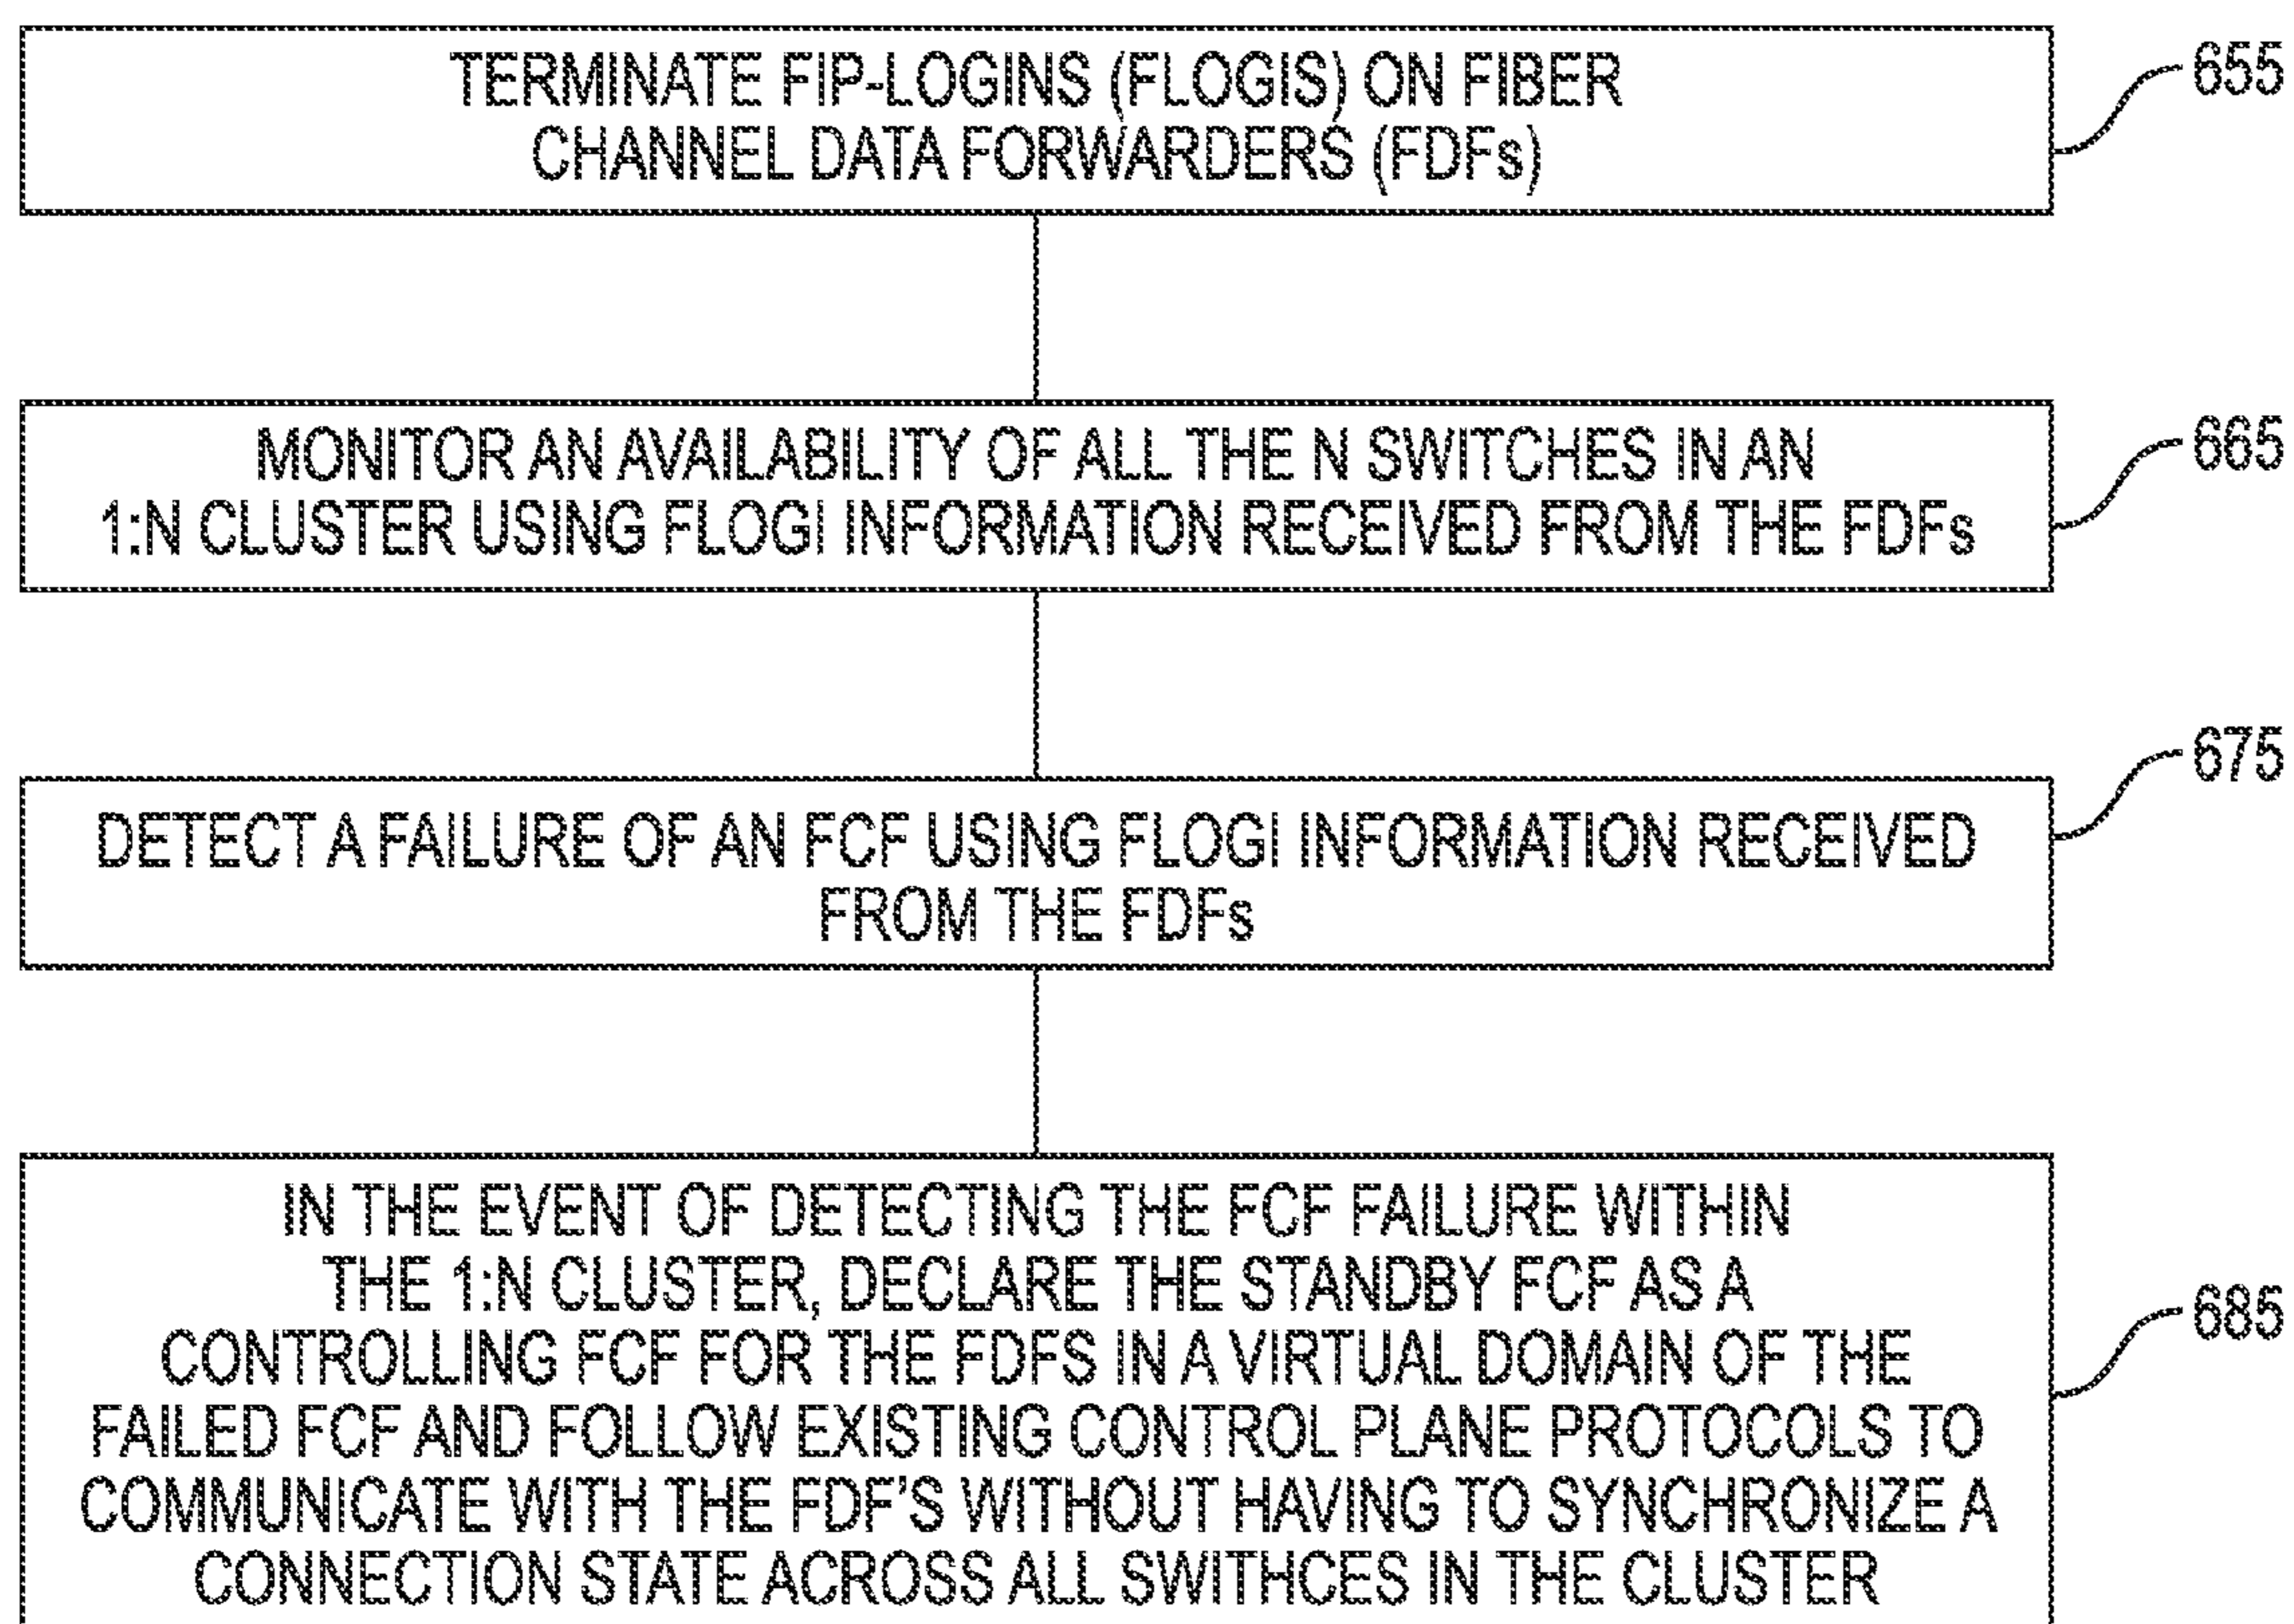 TERMINATE FIP-LOGINS (FLOGIS) ON FIBER
CHANNEL DATA FORWARDERS (FDFs)
655
MONITOR AN AVAILABILITY OF ALL THE N SWITCHES IN AN
1:N CLUSTER USING FLOGI INFORMATION RECEIVED FROM THE FDFs
665
DETECT A FAILURE OF AN FCF USING FLOGI INFORMATION RECEIVED
FROM THE FDFs
675
IN THE EVENT OF DETECTING THE FCF FAILURE WITHIN
THE 1:N CLUSTER, DECLARE THE STANDBY FCF AS A
CONTROLLING FCF FOR THE FDFS IN A VIRTUAL DOMAIN OF THE
FAILED FCF AND FOLLOW EXISTING CONTROL PLANE PROTOCOLS TO
COMMUNICATE WITH THE FDF'S WITHOUT HAVING TO SYNCHRONIZE A
CONNECTION STATE ACROSS ALL SWITHCES IN THE CLUSTER
685